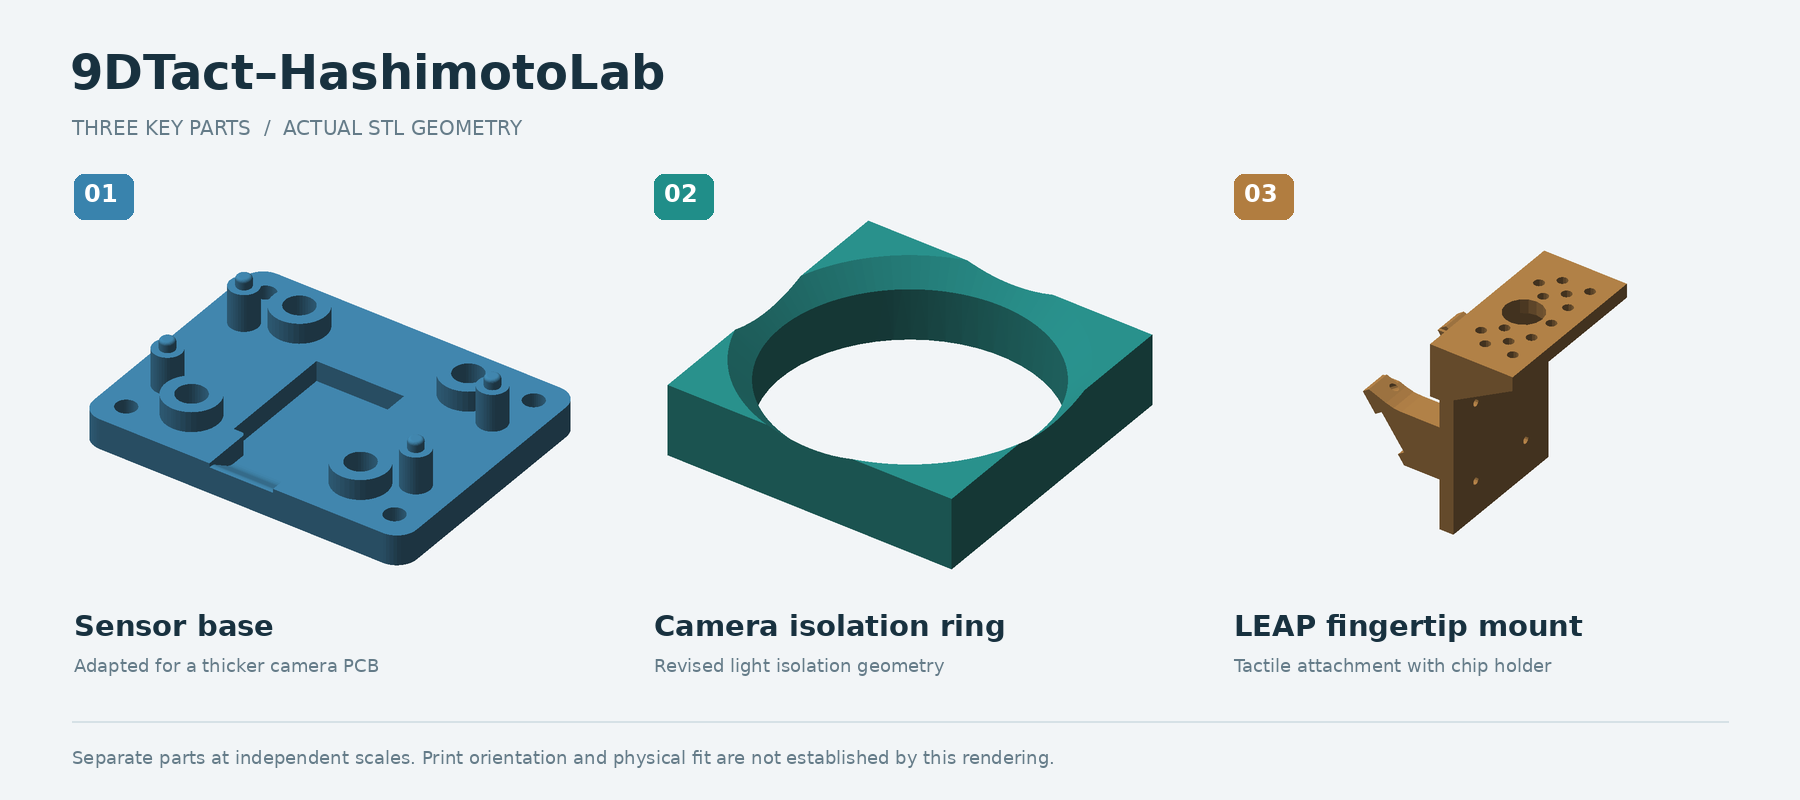 9DTact–HashimotoLab
THREE KEY PARTS / ACTUAL STL GEOMETRY
01
02
03
Sensor base
Adapted for a thicker camera PCB
Camera isolation ring
Revised light isolation geometry
LEAP fingertip mount
Tactile attachment with chip holder
Separate parts at independent scales. Print orientation and physical fit are not established by this rendering.